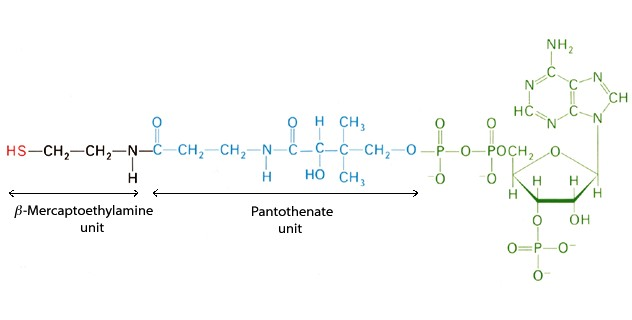 NH₂
C
N C N
HC C CH
N N
O O H CH₃ O O
HS—CH₂—CH₂—N—C—CH₂—CH₂—N—C—C—C—CH₂—O—P—O—P—OCH₂ O
H H HO CH₃ ⁻O ⁻O
H H H H
β-Mercaptoethylamine
unit
Pantothenate
unit
O OH
O=P—O⁻
O⁻